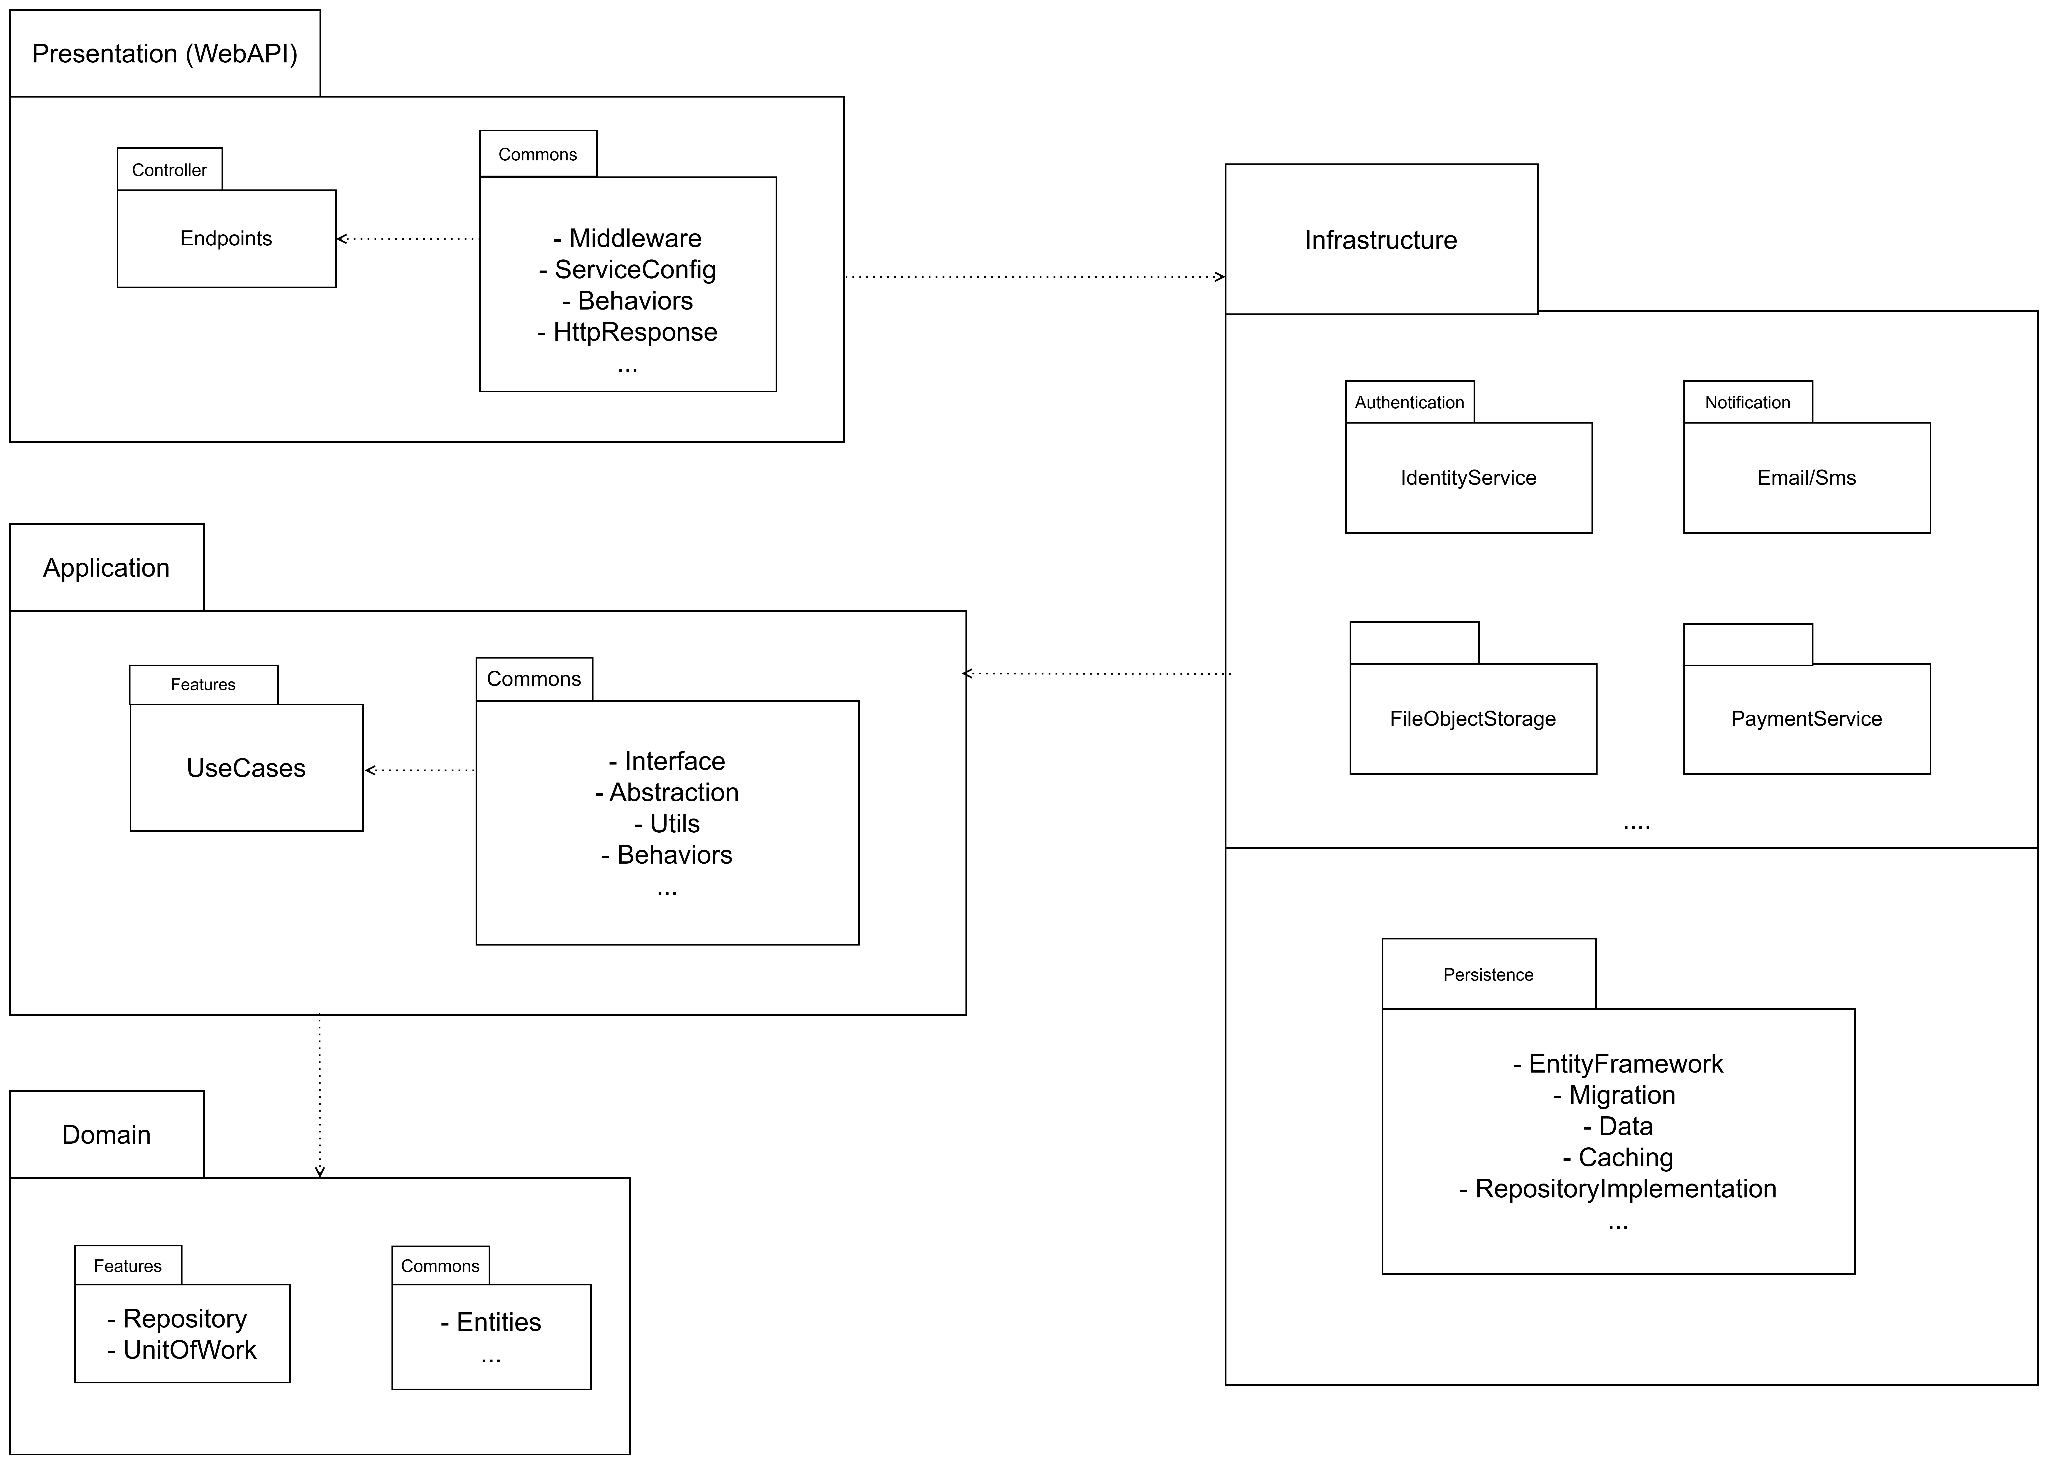 Presentation (WebAPI)
Controller
Endpoints
Commons
- Middleware
- ServiceConfig
- Behaviors
- HttpResponse
...
Infrastructure
Authentication
IdentityService
Notification
Email/Sms
FileObjectStorage
PaymentService
....
Persistence
- EntityFramework
- Migration
- Data
- Caching
- RepositoryImplementation
...
Application
Features
UseCases
Commons
- Interface
- Abstraction
- Utils
- Behaviors
...
Domain
Features
- Repository
- UnitOfWork
Commons
- Entities
...